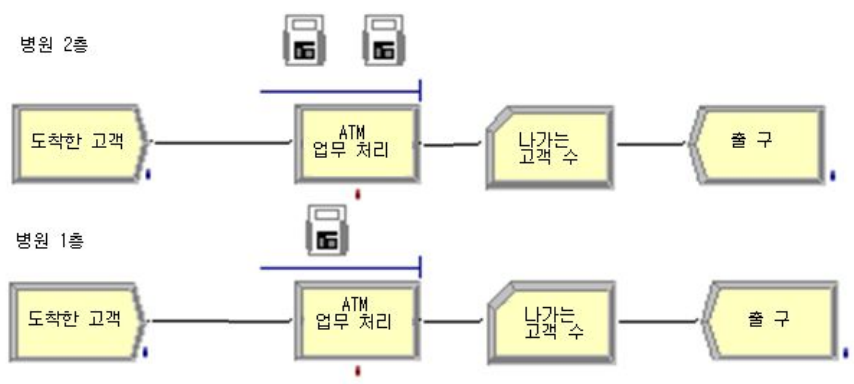 병원 2층
도착한 고객
ATM
업무 처리
나가는
고객 수
출 구
병원 1층
도착한 고객
ATM
업무 처리
나가는
고객 수
출 구